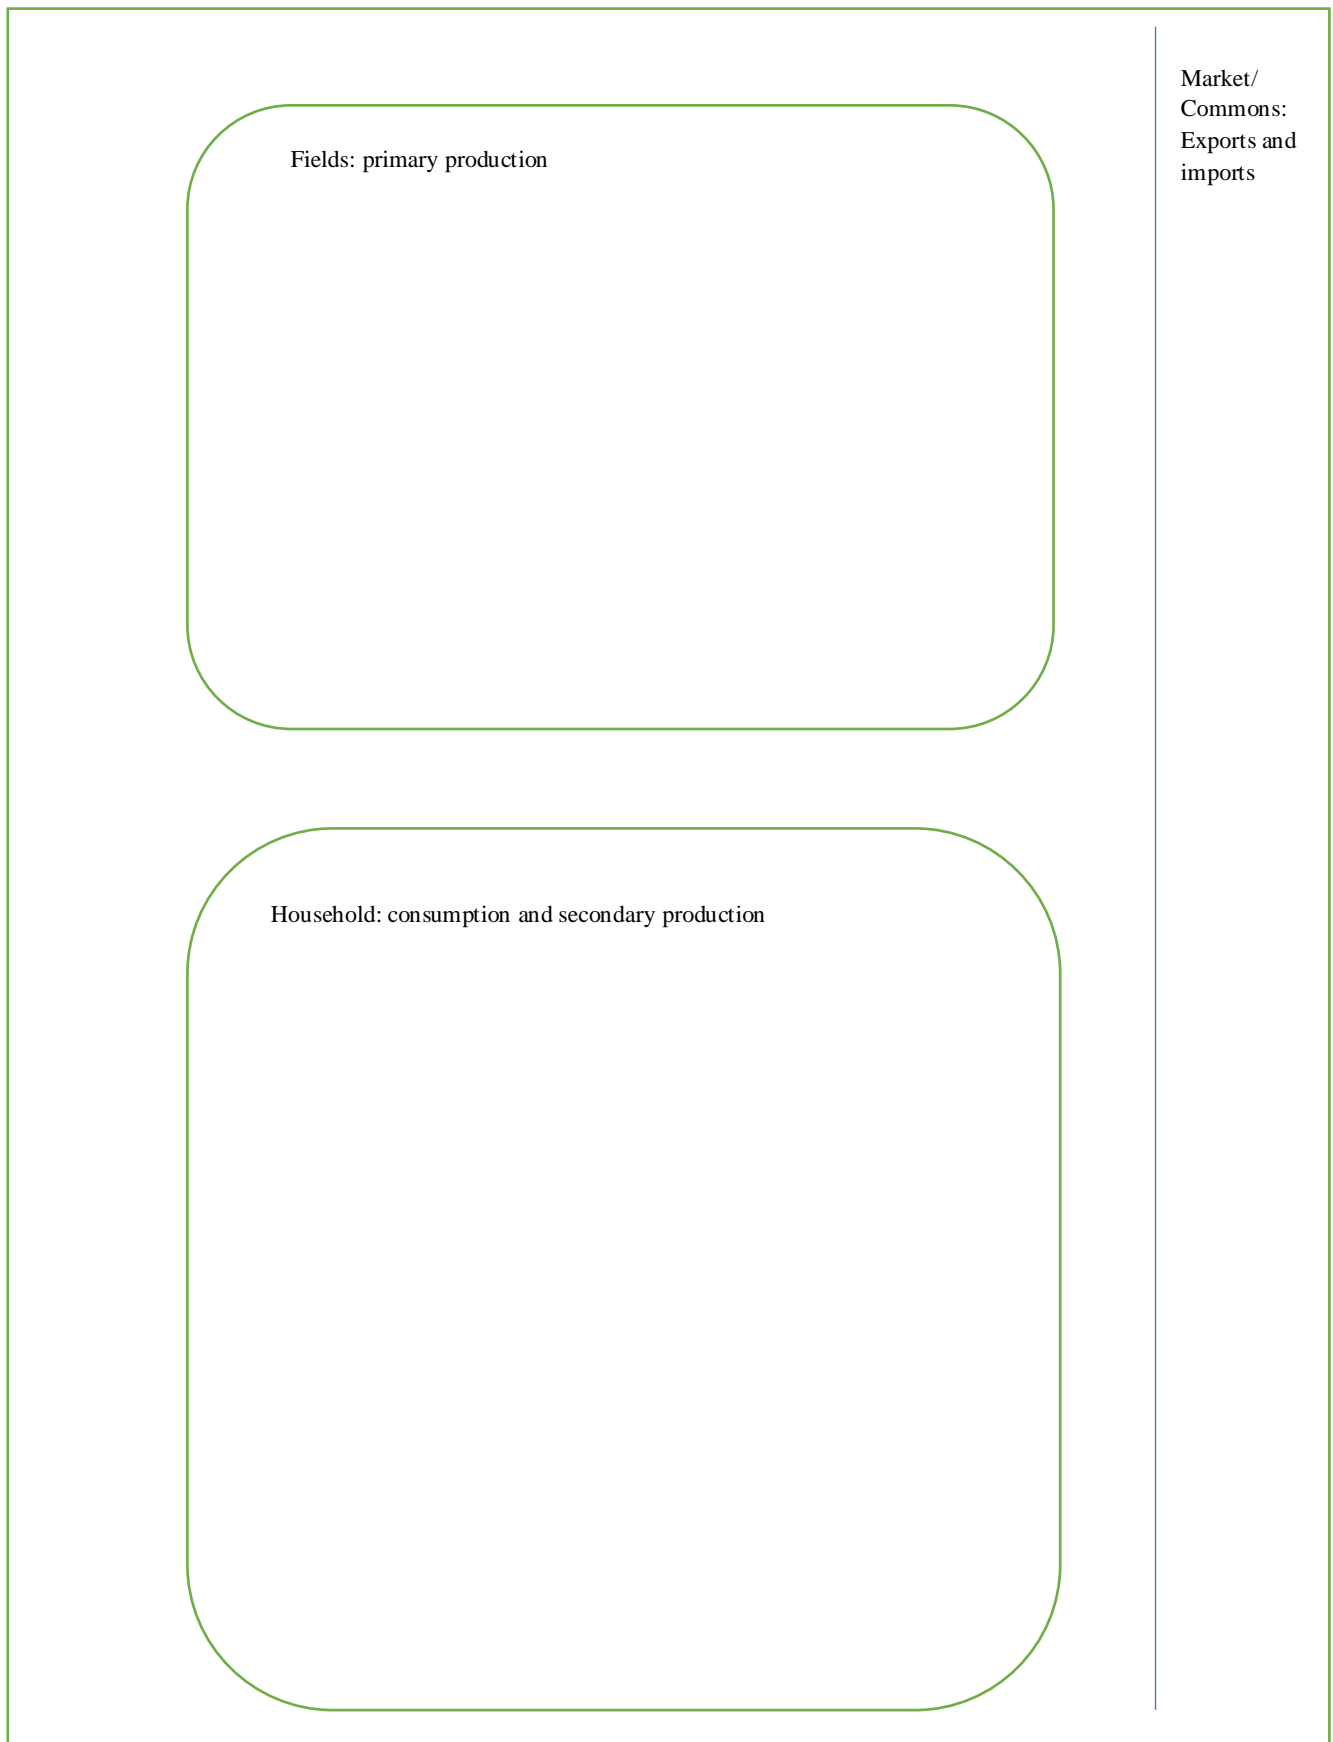 Market/
Commons:
Exports and
imports
Fields: primary production
Household: consumption and secondary production